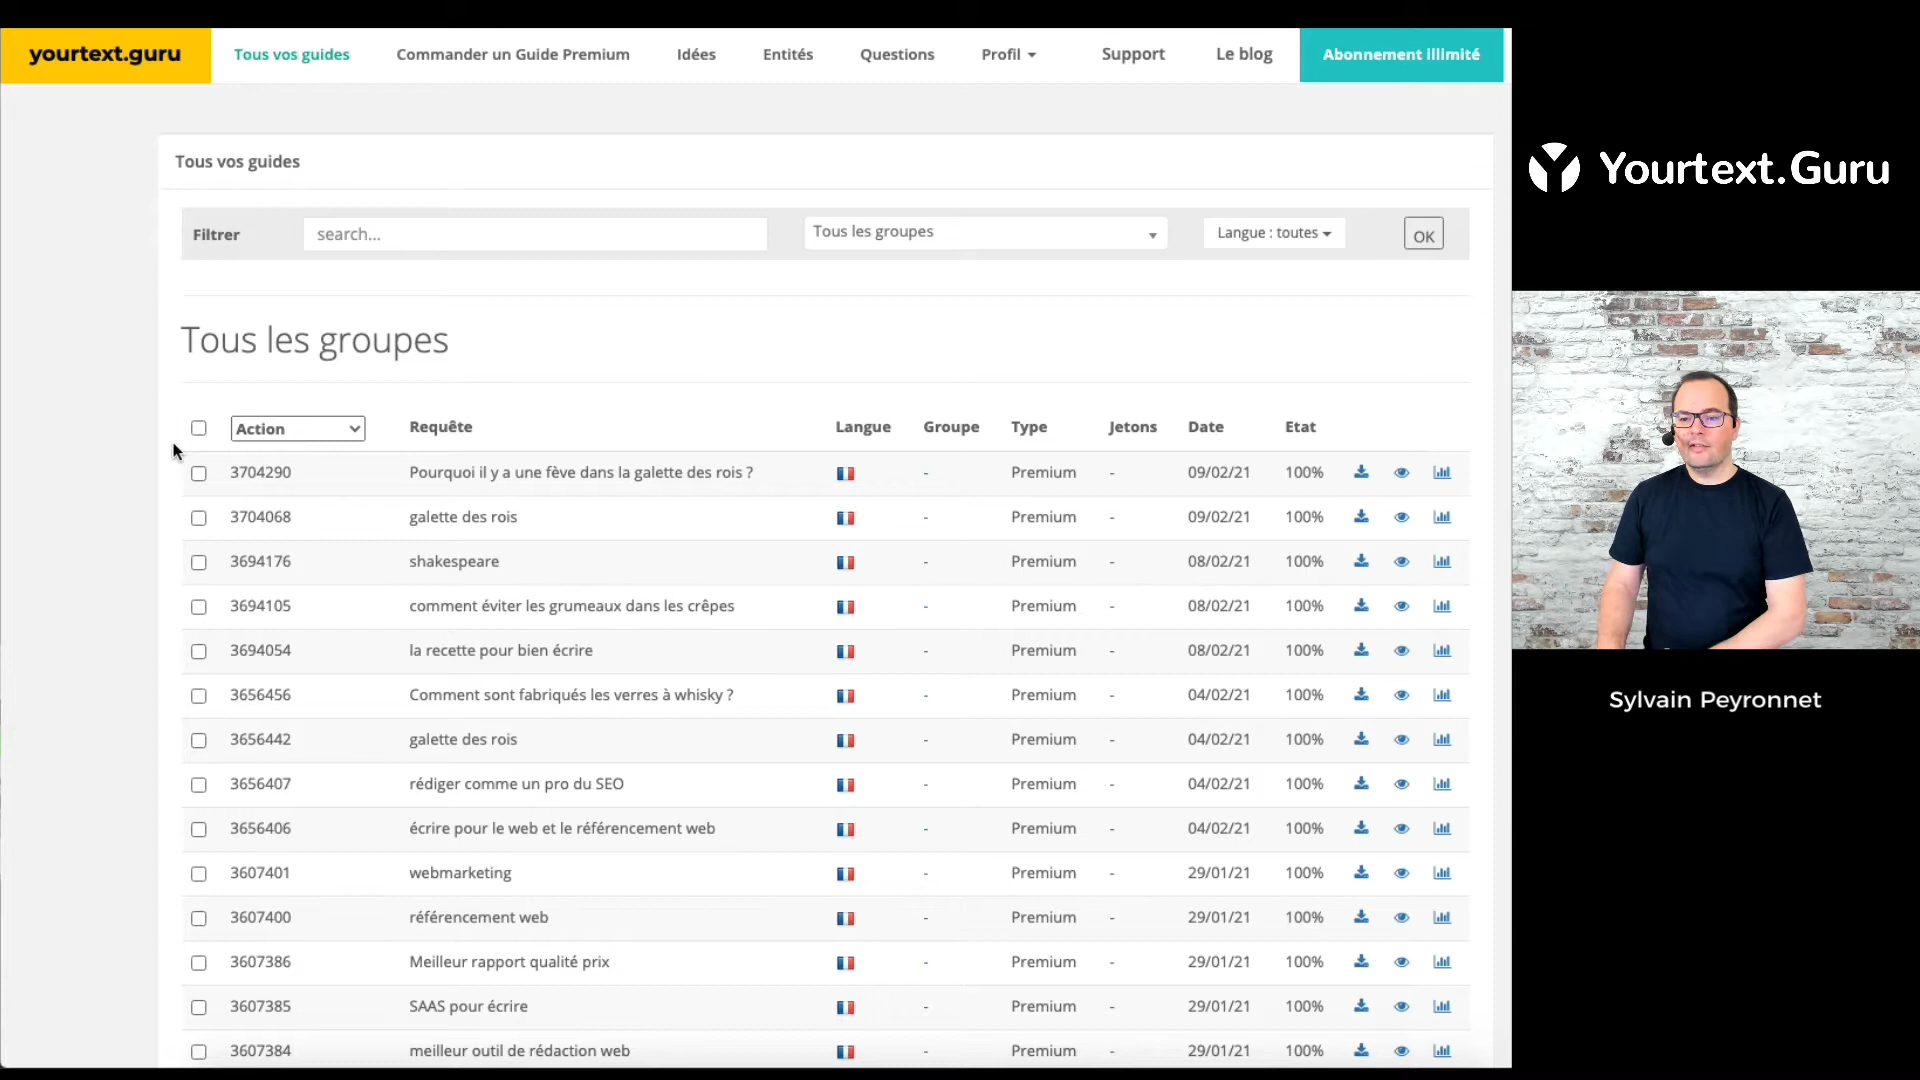 yourtext.guru Tous vos guides Commander un Guide Premium Idées Entités Questions Profil Support Le blog Abonnement illimité
Tous vos guides
Filtrer search... Tous les groupes Langue : toutes OK
Tous les groupes
Action Requête Langue Groupe Type Jetons Date Etat
3704290 Pourquoi il y a une fève dans la galette des rois ? - Premium - 09/02/21 100%
3704068 galette des rois - Premium - 09/02/21 100%
3694176 shakespeare - Premium - 08/02/21 100%
3694105 comment éviter les grumeaux dans les crêpes - Premium - 08/02/21 100%
3694054 la recette pour bien écrire - Premium - 08/02/21 100%
3656456 Comment sont fabriqués les verres à whisky ? - Premium - 04/02/21 100%
3656442 galette des rois - Premium - 04/02/21 100%
3656407 rédiger comme un pro du SEO - Premium - 04/02/21 100%
3656406 écrire pour le web et le référencement web - Premium - 04/02/21 100%
3607401 webmarketing - Premium - 29/01/21 100%
3607400 référencement web - Premium - 29/01/21 100%
3607386 Meilleur rapport qualité prix - Premium - 29/01/21 100%
3607385 SAAS pour écrire - Premium - 29/01/21 100%
3607384 meilleur outil de rédaction web - Premium - 29/01/21 100%
Yourtext.Guru
Sylvain Peyronnet